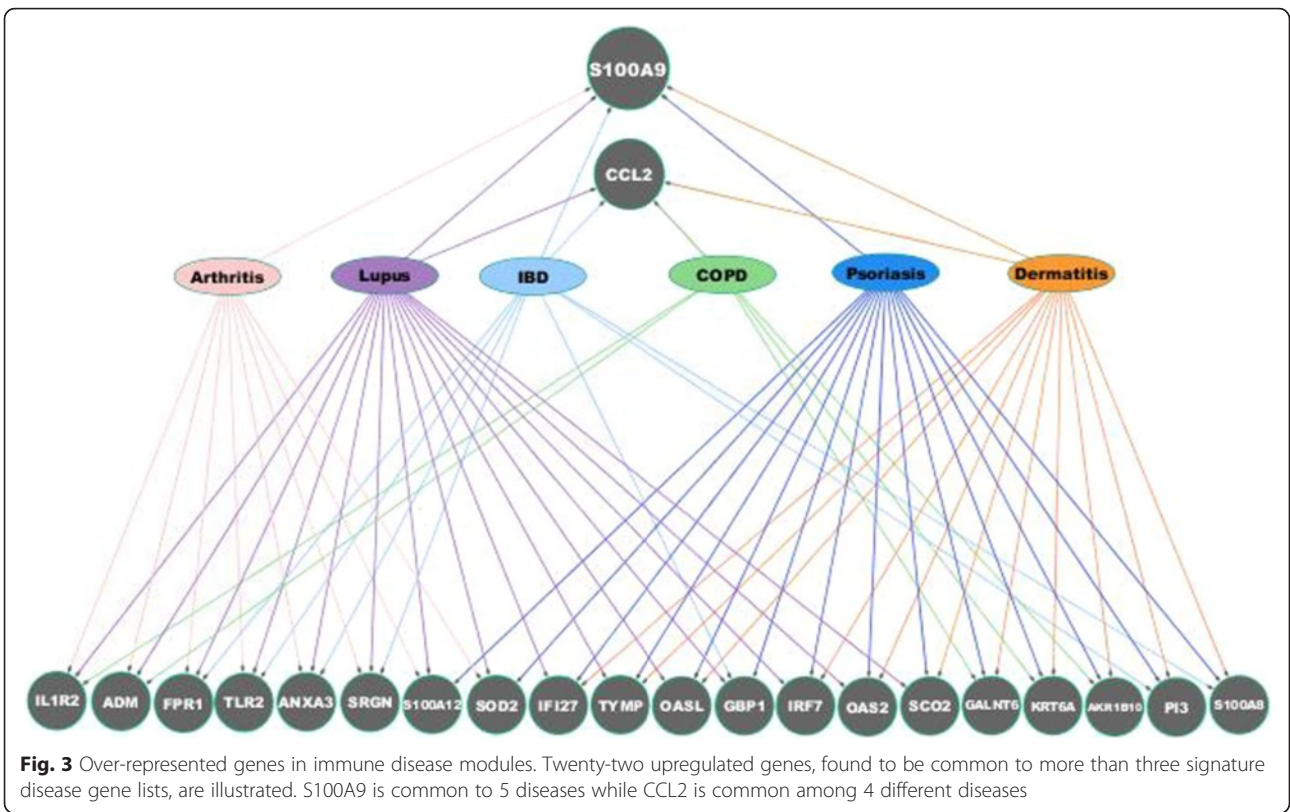 S100A9
CCL2
Arthritis Lupus IBD COPD Psoriasis Dermatitis
IL1R2 ADM FPR1 TLR2 ANXA3 SRGN S100A12 SOD2 IFI27 TYMP OASL GBP1 IRF7 OAS2 SCO2 GALNT6 KRT6A AKR1B10 PI3 S100A8
Fig. 3 Over-represented genes in immune disease modules. Twenty-two upregulated genes, found to be common to more than three signature
disease gene lists, are illustrated. S100A9 is common to 5 diseases while CCL2 is common among 4 different diseases